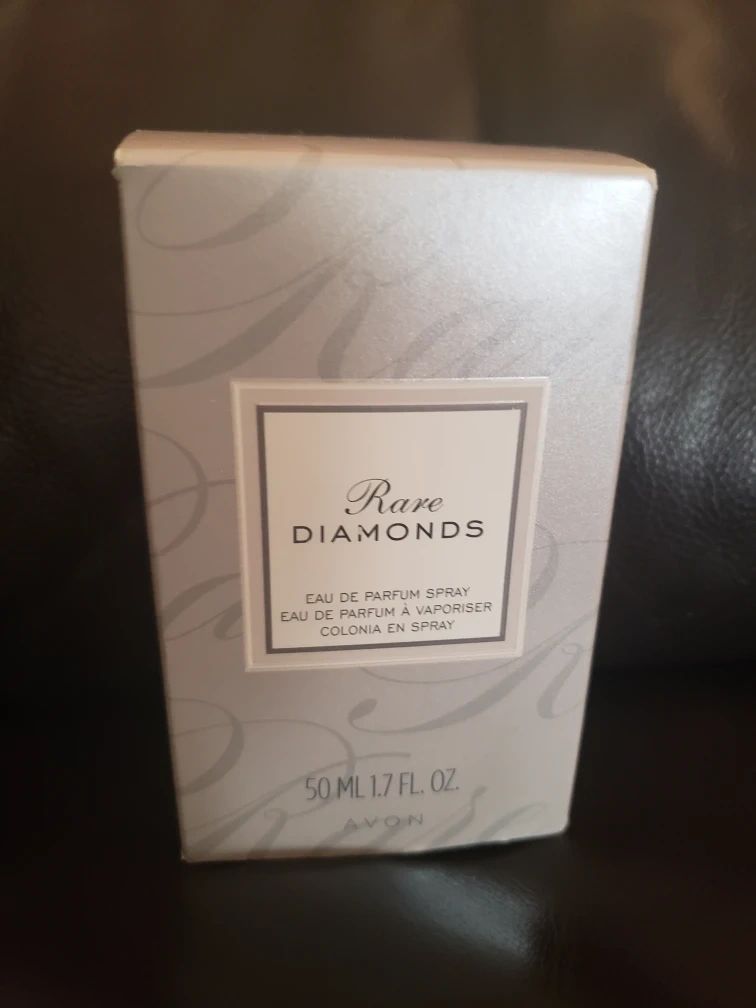 Rare
DIAMONDS
EAU DE PARFUM SPRAY
EAU DE PARFUM À VAPORISER
COLONIA EN SPRAY
50 ML 1.7 FL. OZ.
AVON